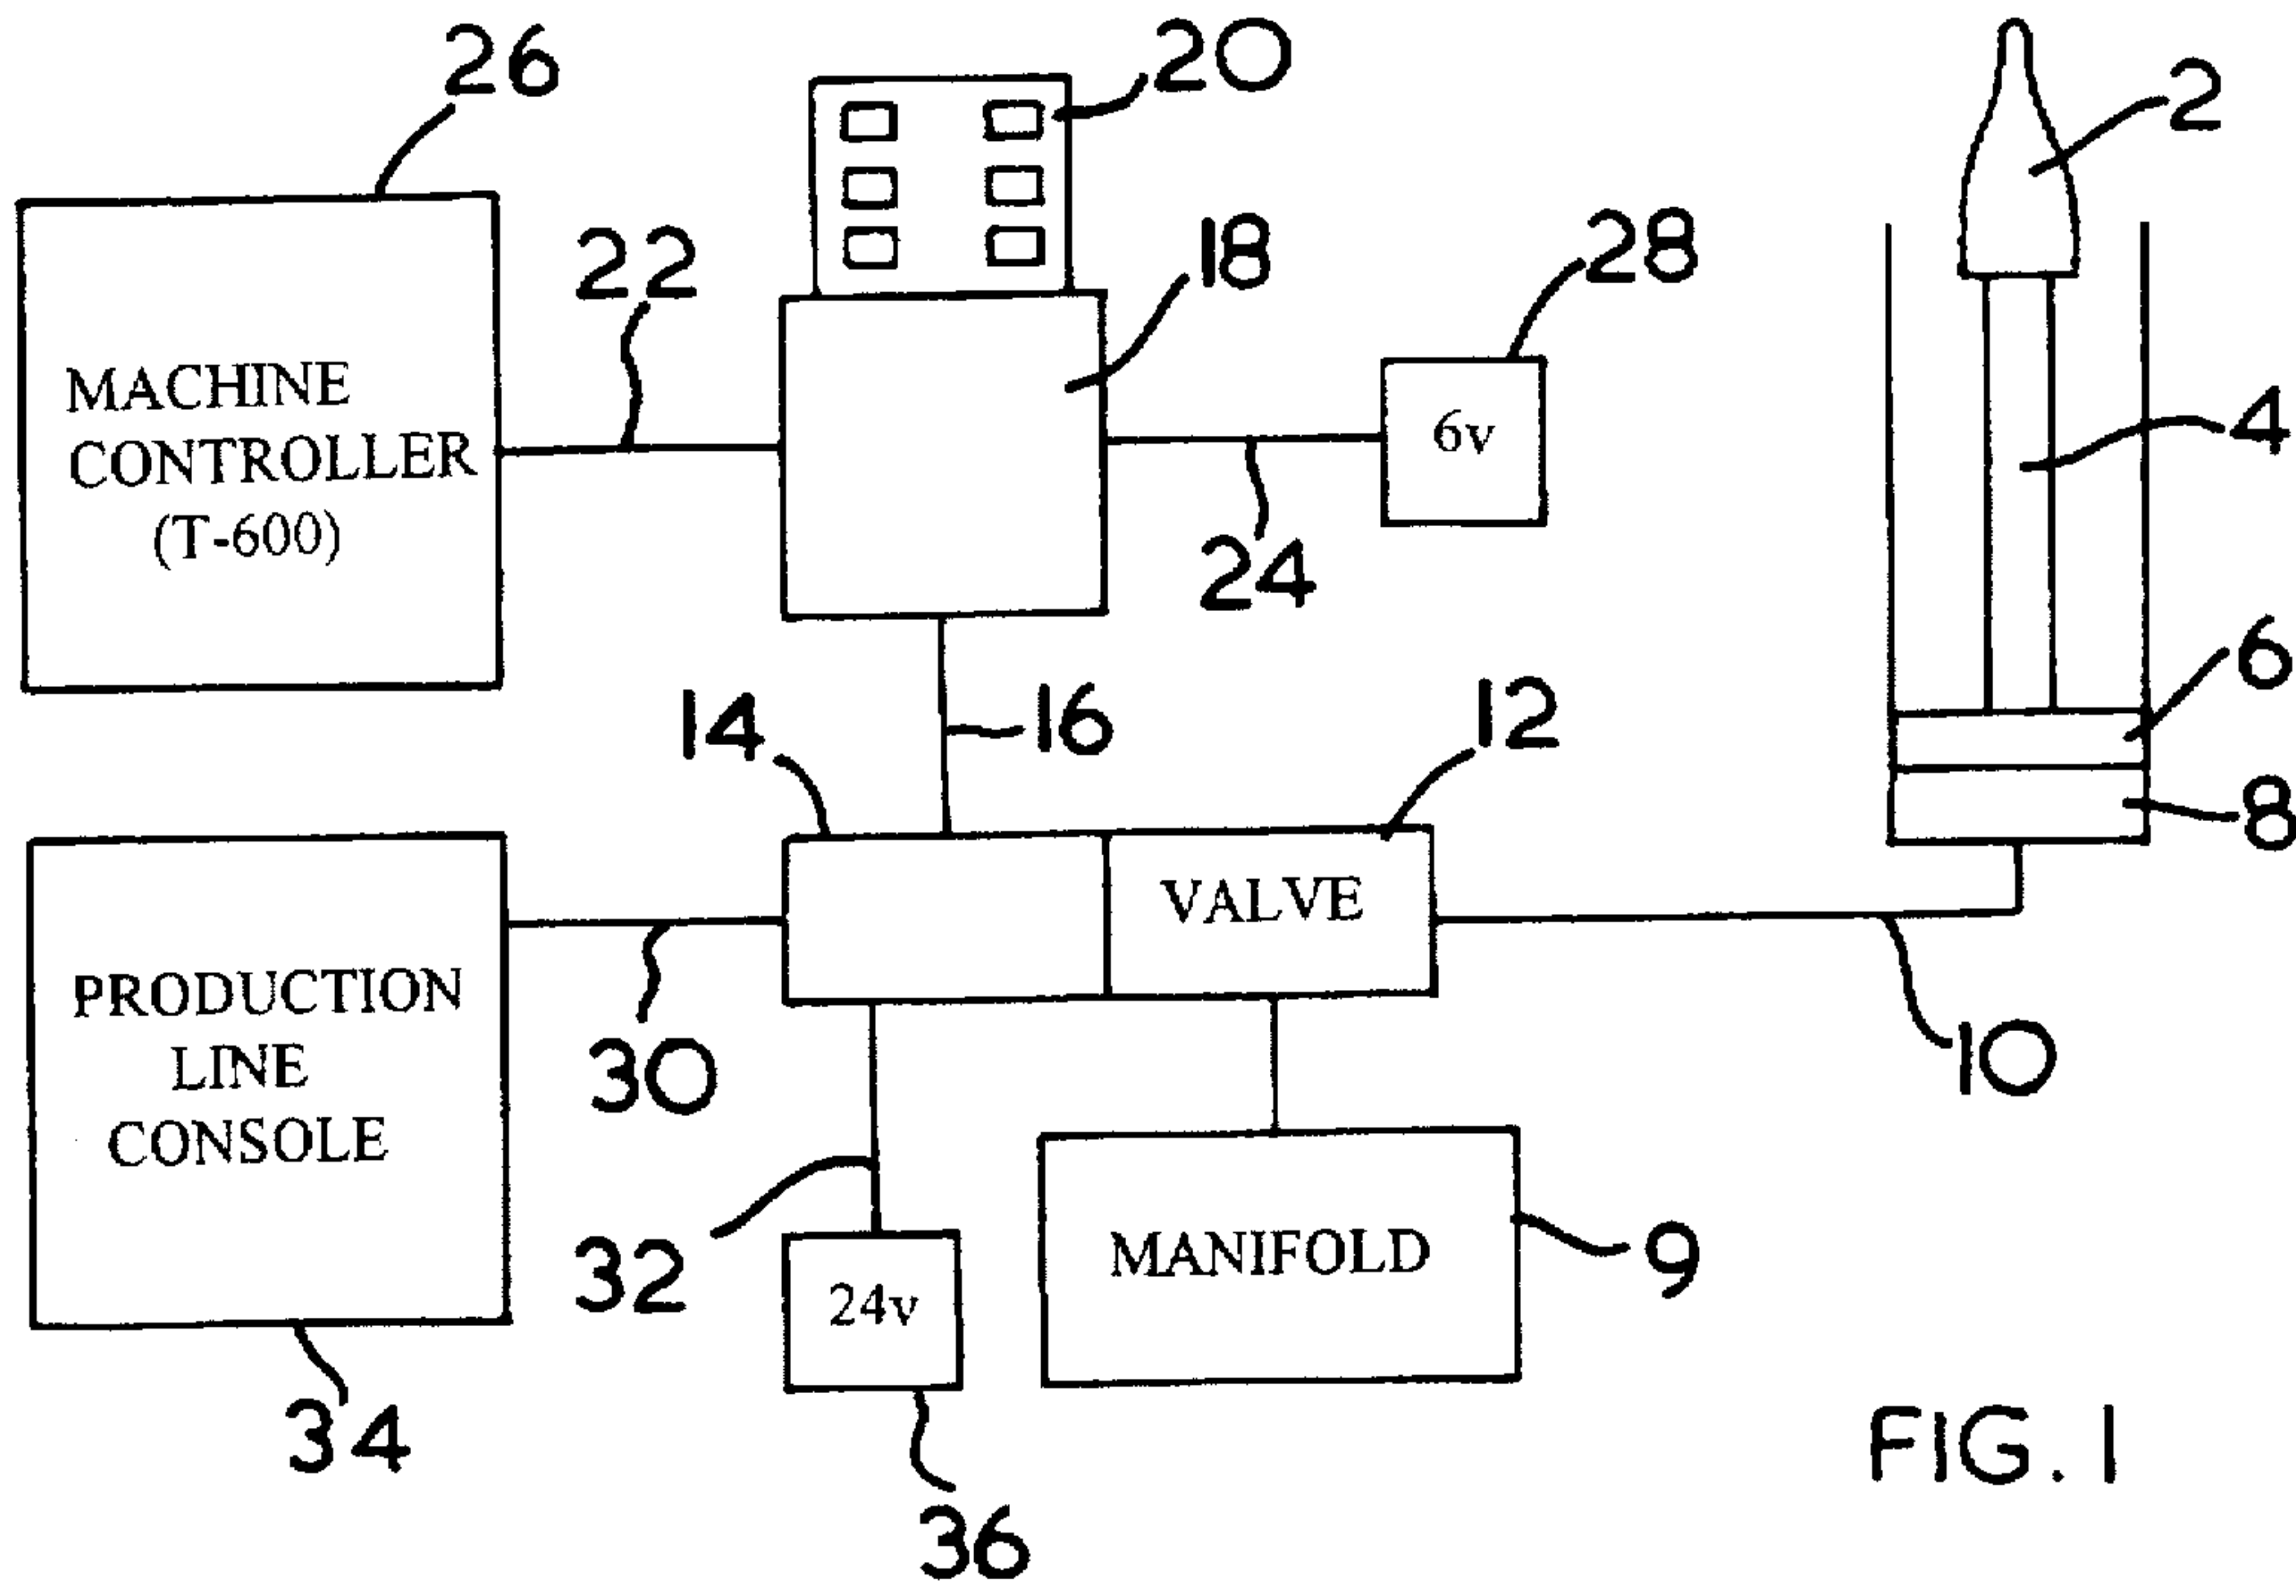 26
20
2
22
18
28
MACHINE
CONTROLLER
(T-600)
6v
4
24
6
14
16
12
8
VALVE
PRODUCTION
LINE
CONSOLE
30
10
32
24v
MANIFOLD
9
34
36
FIG. 1